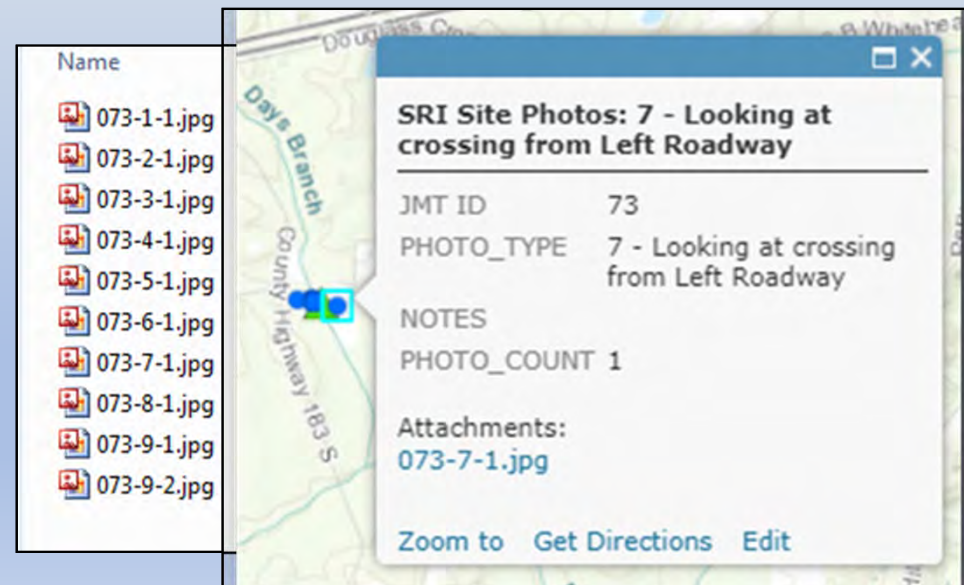 Name
073-1-1.jpg
073-2-1.jpg
073-3-1.jpg
073-4-1.jpg
073-5-1.jpg
073-6-1.jpg
073-7-1.jpg
073-8-1.jpg
073-9-1.jpg
073-9-2.jpg
Days Branch
County Highway 183 S
SRI Site Photos: 7 - Looking at
crossing from Left Roadway
JMT ID 73
PHOTO_TYPE 7 - Looking at crossing
from Left Roadway
NOTES
PHOTO_COUNT 1
Attachments:
073-7-1.jpg
Zoom to Get Directions Edit